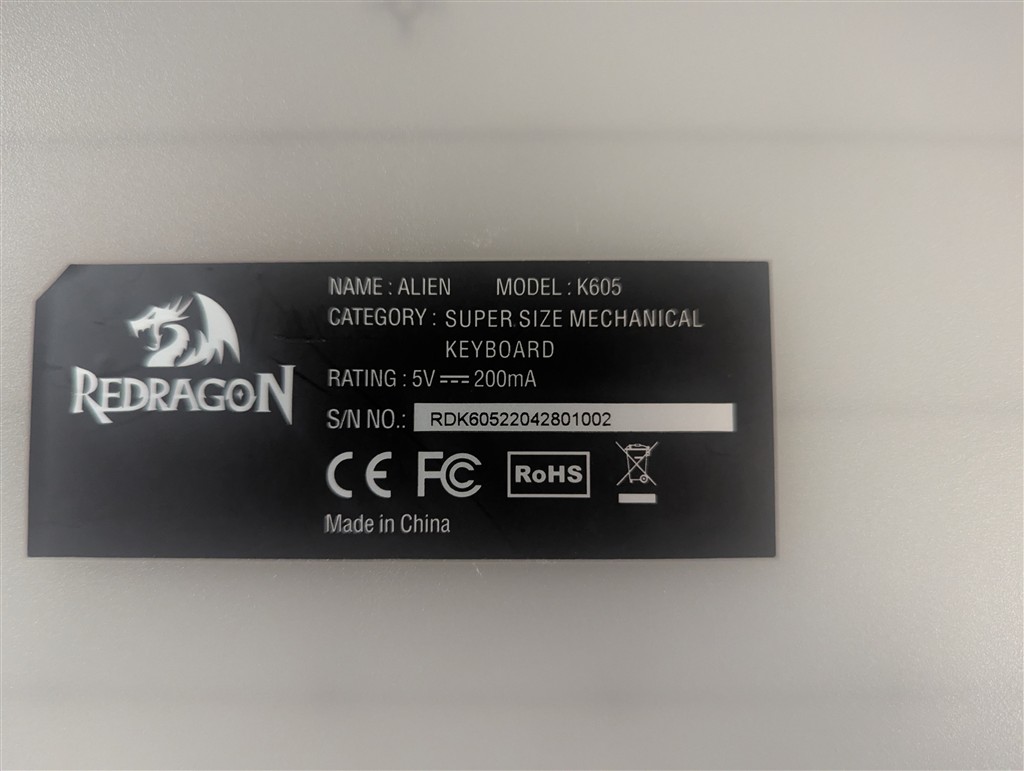 REDRAGON
NAME : ALIEN MODEL : K605
CATEGORY : SUPER SIZE MECHANICAL
KEYBOARD
RATING : 5V⎓200mA
S/N NO.: RDK60522042801002
CE FC RoHS
Made in China